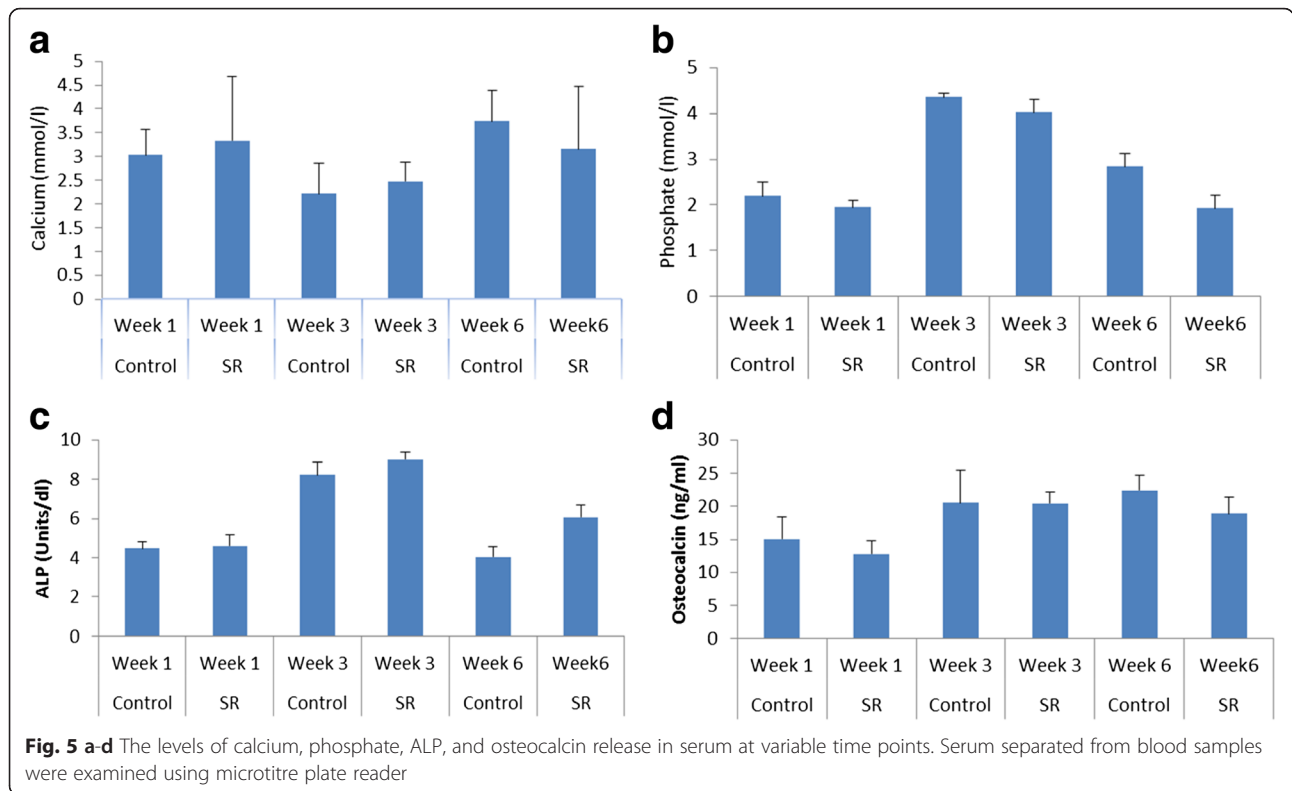 a
Calcium (mmol/l)
5
4.5
4
3.5
3
2.5
2
1.5
1
0.5
0
Week 1 Week 1 Week 3 Week 3 Week 6 Week6
Control SR Control SR Control SR
b
Phosphate (mmol/l)
5
4
3
2
1
0
Week 1 Week 1 Week 3 Week 3 Week 6 Week6
Control SR Control SR Control SR
c
ALP (Units/dl)
10
8
6
4
2
0
Week 1 Week 1 Week 3 Week 3 Week 6 Week6
Control SR Control SR Control SR
d
Osteocalcin (ng/ml)
30
25
20
15
10
5
0
Week 1 Week 1 Week 3 Week 3 Week 6 Week6
Control SR Control SR Control SR
Fig. 5 a-d The levels of calcium, phosphate, ALP, and osteocalcin release in serum at variable time points. Serum separated from blood samples
were examined using microtitre plate reader